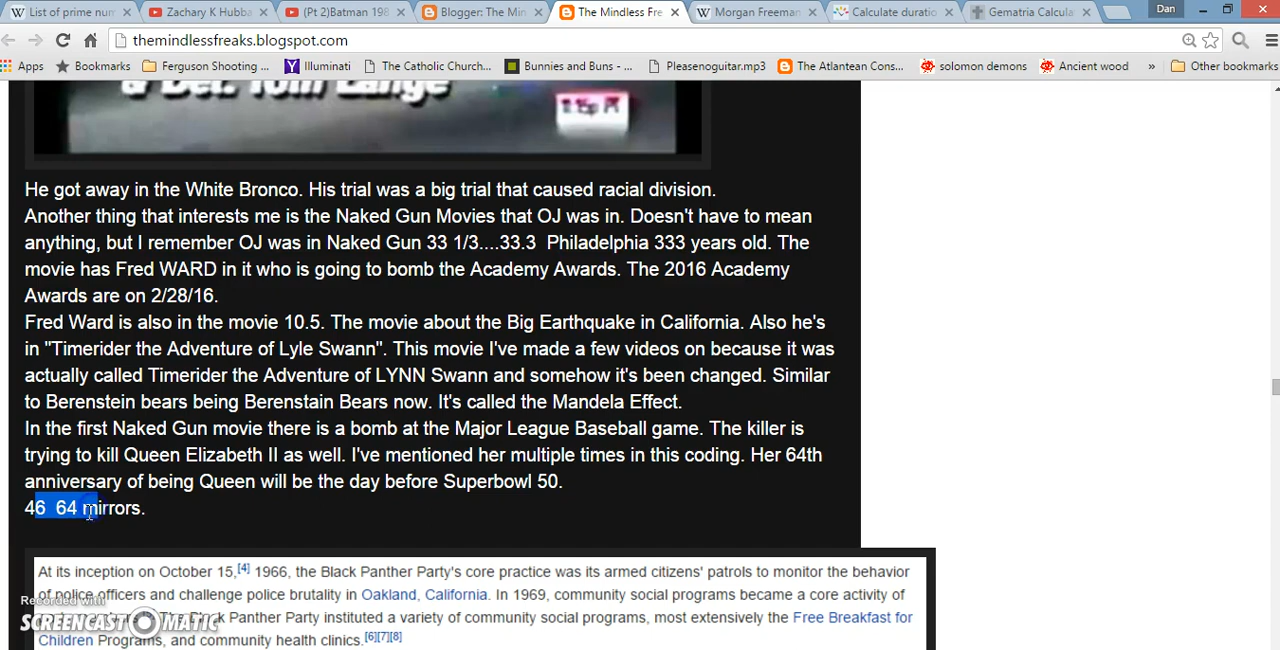 List of prime num
Zachary K Hubba
(Pt 2)Batman 198
Blogger: The Min
The Mindless Fre
Morgan Freeman
Calculate duratio
Gematria Calcula
Dan
themindlessfreaks.blogspot.com
Apps
Bookmarks
Ferguson Shooting ...
Illuminati
The Catholic Church...
Bunnies and Buns - ...
Pleasenoguitar.mp3
The Atlantean Cons...
solomon demons
Ancient wood
»
Other bookmarks
& Det. Tom Lange
He got away in the White Bronco. His trial was a big trial that caused racial division.
Another thing that interests me is the Naked Gun Movies that OJ was in. Doesn't have to mean
anything, but I remember OJ was in Naked Gun 33 1/3....33.3 Philadelphia 333 years old. The
movie has Fred WARD in it who is going to bomb the Academy Awards. The 2016 Academy
Awards are on 2/28/16.
Fred Ward is also in the movie 10.5. The movie about the Big Earthquake in California. Also he's
in "Timerider the Adventure of Lyle Swann". This movie I've made a few videos on because it was
actually called Timerider the Adventure of LYNN Swann and somehow it's been changed. Similar
to Berenstein bears being Berenstain Bears now. It's called the Mandela Effect.
In the first Naked Gun movie there is a bomb at the Major League Baseball game. The killer is
trying to kill Queen Elizabeth II as well. I've mentioned her multiple times in this coding. Her 64th
anniversary of being Queen will be the day before Superbowl 50.
46 64 mirrors.
At its inception on October 15,[4] 1966, the Black Panther Party's core practice was its armed citizens' patrols to monitor the behavior
of police officers and challenge police brutality in Oakland, California. In 1969, community social programs became a core activity of
The Black Panther Party instituted a variety of community social programs, most extensively the Free Breakfast for
Children Programs, and community health clinics.[6][7][8]
Recorded with
SCREENCAST MATIC